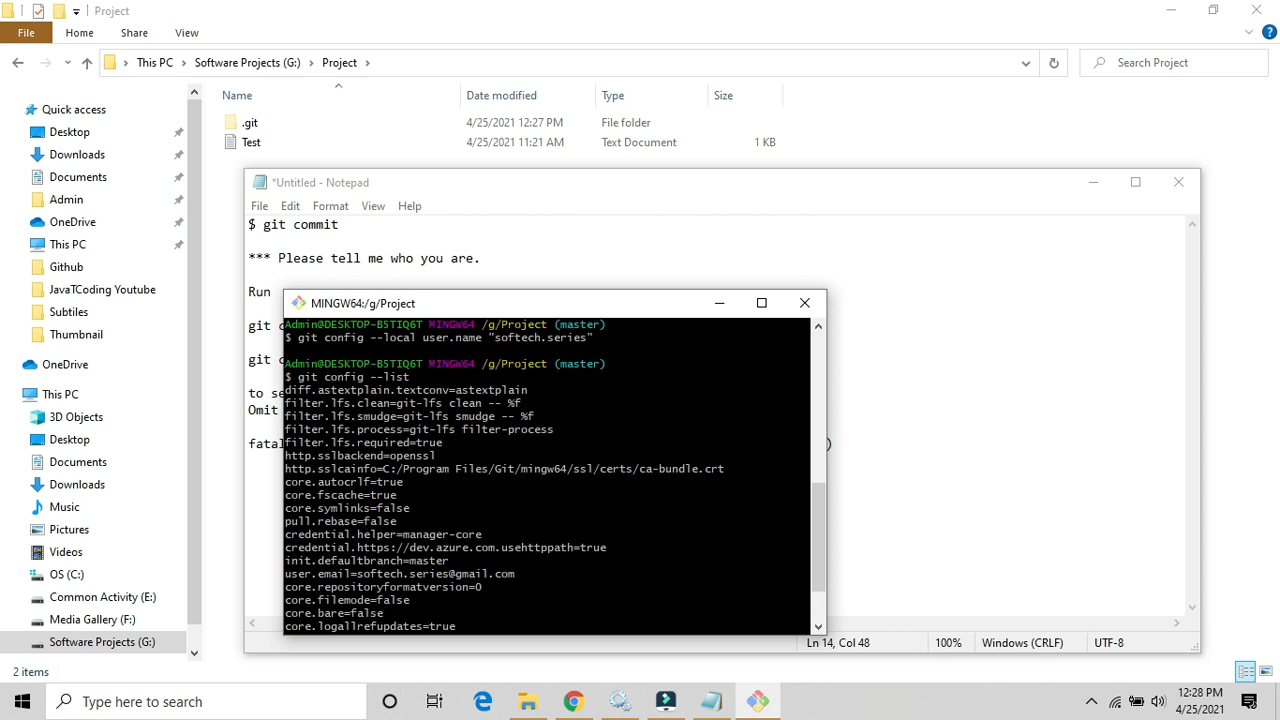 Project
File
Home
Share
View
This PC
Software Projects (G:)
Project
Search Project
Name
Date modified
Type
Size
.git
4/25/2021 12:27 PM
File folder
Test
4/25/2021 11:21 AM
Text Document
1 KB
Quick access
Desktop
Downloads
Documents
Admin
OneDrive
This PC
Github
JavaTCoding Youtube
Subtiles
Thumbnail
OneDrive
This PC
3D Objects
Desktop
Documents
Downloads
Music
Pictures
Videos
OS (C:)
Common Activity (E:)
Media Gallery (F:)
Software Projects (G:)
2 items
*Untitled - Notepad
File Edit Format View Help
$ git commit
*** Please tell me who you are.
Run
git c
git c
to se
Omit
fatal
)
Ln 14, Col 48
100%
Windows (CRLF)
UTF-8
MINGW64:/g/Project
Admin@DESKTOP-B5TIQ6T MINGW64 /g/Project (master)
$ git config --local user.name "softech.series"
Admin@DESKTOP-B5TIQ6T MINGW64 /g/Project (master)
$ git config --list
diff.astextplain.textconv=astextplain
filter.lfs.clean=git-lfs clean -- %f
filter.lfs.smudge=git-lfs smudge -- %f
filter.lfs.process=git-lfs filter-process
filter.lfs.required=true
http.sslbackend=openssl
http.sslcainfo=C:/Program Files/Git/mingw64/ssl/certs/ca-bundle.crt
core.autocrlf=true
core.fscache=true
core.symlinks=false
pull.rebase=false
credential.helper=manager-core
credential.https://dev.azure.com.usehttppath=true
init.defaultbranch=master
user.email=softech.series@gmail.com
core.repositoryformatversion=0
core.filemode=false
core.bare=false
core.logallrefupdates=true
Type here to search
12:28 PM
4/25/2021